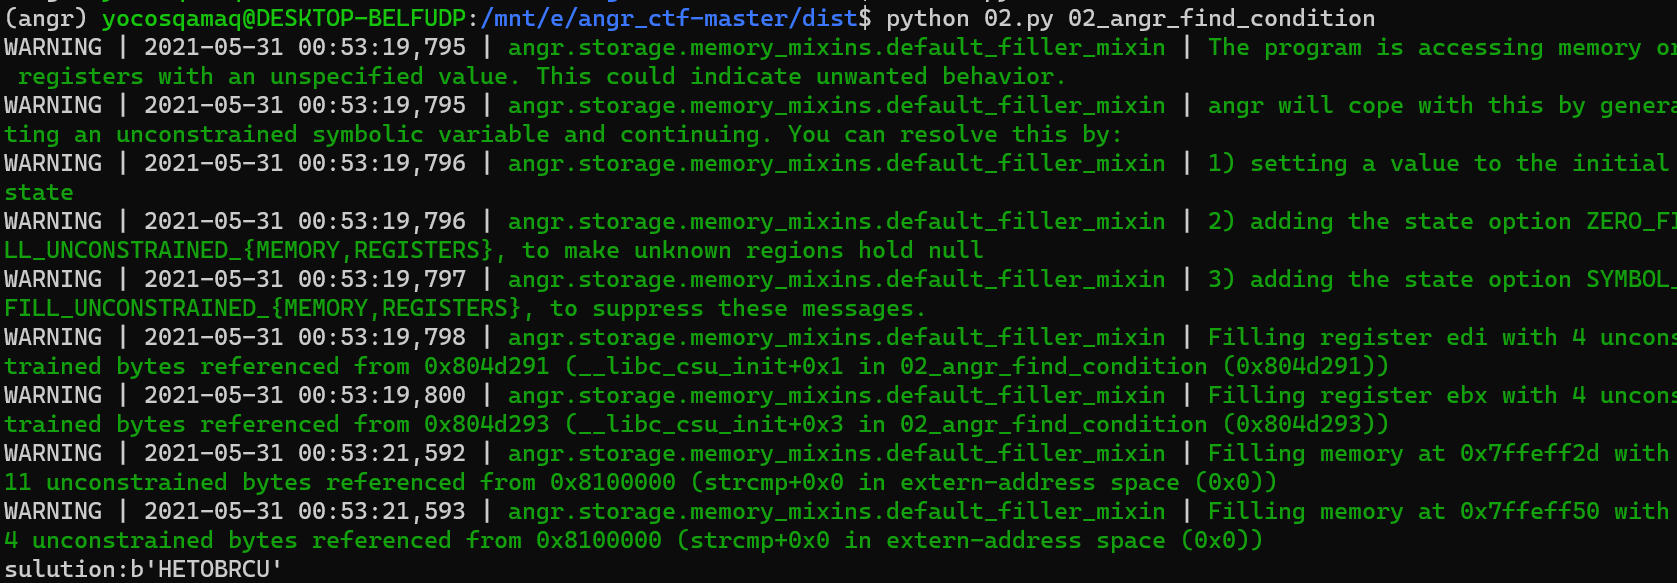 (angr) yocosqamaq@DESKTOP-BELFUDP:/mnt/e/angr_ctf-master/dist$ python 02.py 02_angr_find_condition
WARNING | 2021-05-31 00:53:19,795 | angr.storage.memory_mixins.default_filler_mixin | The program is accessing memory or
registers with an unspecified value. This could indicate unwanted behavior.
WARNING | 2021-05-31 00:53:19,795 | angr.storage.memory_mixins.default_filler_mixin | angr will cope with this by genera
ting an unconstrained symbolic variable and continuing. You can resolve this by:
WARNING | 2021-05-31 00:53:19,796 | angr.storage.memory_mixins.default_filler_mixin | 1) setting a value to the initial
state
WARNING | 2021-05-31 00:53:19,796 | angr.storage.memory_mixins.default_filler_mixin | 2) adding the state option ZERO_FI
LL_UNCONSTRAINED_{MEMORY,REGISTERS}, to make unknown regions hold null
WARNING | 2021-05-31 00:53:19,797 | angr.storage.memory_mixins.default_filler_mixin | 3) adding the state option SYMBOL_
FILL_UNCONSTRAINED_{MEMORY,REGISTERS}, to suppress these messages.
WARNING | 2021-05-31 00:53:19,798 | angr.storage.memory_mixins.default_filler_mixin | Filling register edi with 4 uncons
trained bytes referenced from 0x804d291 (__libc_csu_init+0x1 in 02_angr_find_condition (0x804d291))
WARNING | 2021-05-31 00:53:19,800 | angr.storage.memory_mixins.default_filler_mixin | Filling register ebx with 4 uncons
trained bytes referenced from 0x804d293 (__libc_csu_init+0x3 in 02_angr_find_condition (0x804d293))
WARNING | 2021-05-31 00:53:21,592 | angr.storage.memory_mixins.default_filler_mixin | Filling memory at 0x7ffeff2d with
11 unconstrained bytes referenced from 0x8100000 (strcmp+0x0 in extern-address space (0x0))
WARNING | 2021-05-31 00:53:21,593 | angr.storage.memory_mixins.default_filler_mixin | Filling memory at 0x7ffeff50 with
4 unconstrained bytes referenced from 0x8100000 (strcmp+0x0 in extern-address space (0x0))
sulution:b'HETOBRCU'